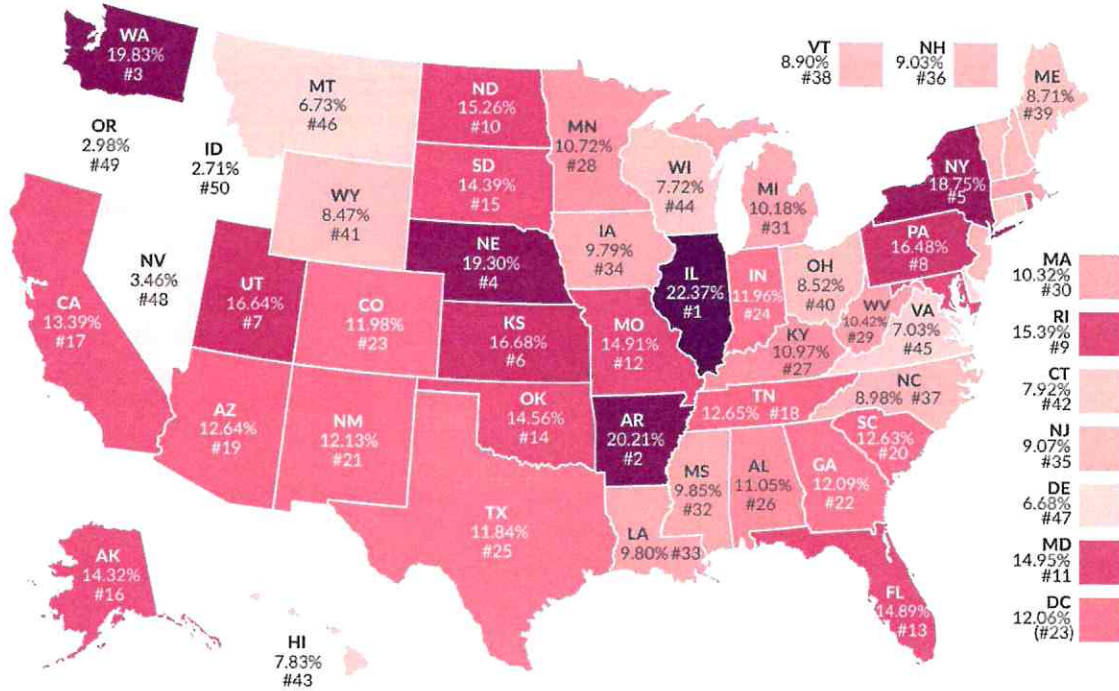 WA
19.83%
#3
VT
8.90%
#38
NH
9.03%
#36
ME
8.71%
#39
MT
6.73%
#46
ND
15.26%
#10
MN
10.72%
#28
OR
2.98%
#49
ID
2.71%
#50
SD
14.39%
#15
WI
7.72%
#44
MI
10.18%
#31
NY
18.75%
#5
WY
8.47%
#41
NE
19.30%
#4
IA
9.79%
#34
PA
16.48%
#8
NV
3.46%
#48
UT
16.64%
#7
CO
11.98%
#23
IL
22.37%
#1
IN
11.96%
#24
OH
8.52%
#40
MA
10.32%
#30
CA
13.39%
#17
KS
16.68%
#6
MO
14.91%
#12
WV
10.42%
#29
VA
7.03%
#45
KY
10.97%
#27
RI
15.39%
#9
CT
7.92%
#42
AZ
12.64%
#19
NM
12.13%
#21
OK
14.56%
#14
AR
20.21%
#2
TN
12.65% #18
NC
8.98% #37
SC
12.63%
#20
NJ
9.07%
#35
MS
9.85%
#32
AL
11.05%
#26
GA
12.09%
#22
DE
6.68%
#47
TX
11.84%
#25
LA
9.80% #33
MD
14.95%
#11
AK
14.32%
#16
FL
14.89%
#13
DC
12.06%
(#23)
HI
7.83%
#43